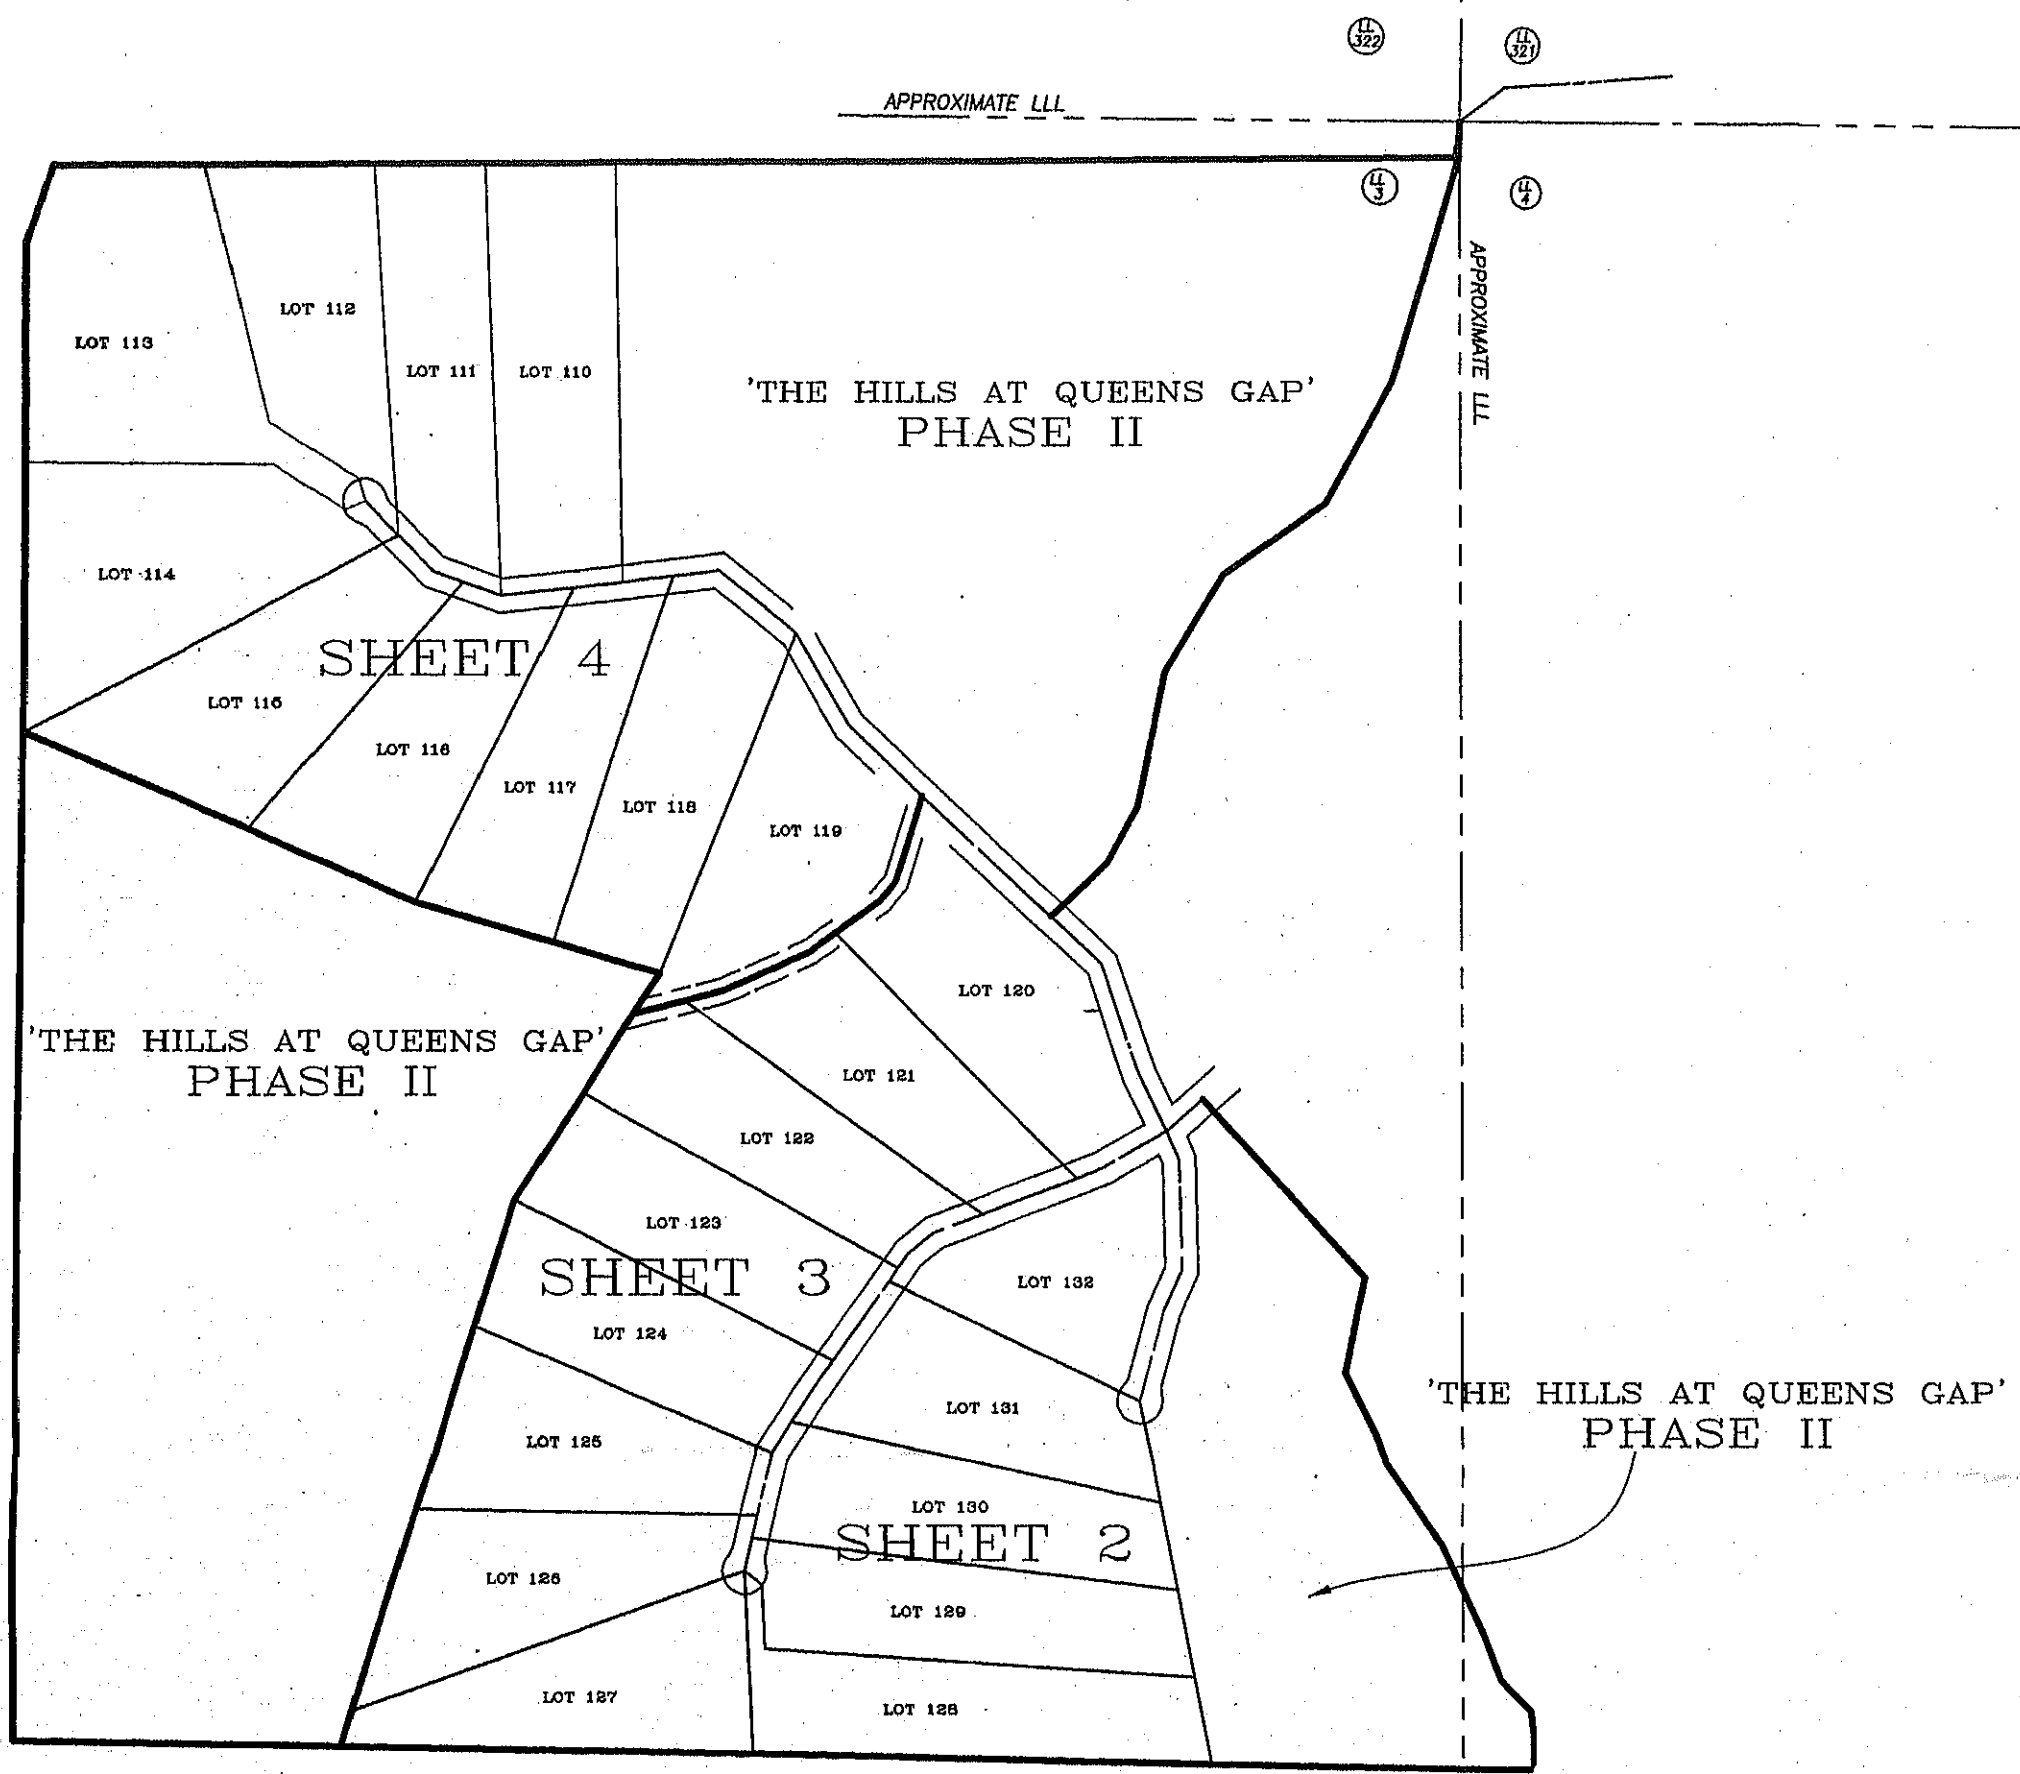 LL
322
LL
321
APPROXIMATE LLL
LL
3
LL
4
APPROXIMATE LLL
LOT 112
LOT 113
LOT 111
LOT 110
'THE HILLS AT QUEENS GAP'
PHASE II
LOT 114
SHEET 4
LOT 115
LOT 116
LOT 117
LOT 118
LOT 119
LOT 120
'THE HILLS AT QUEENS GAP'
PHASE II
LOT 121
LOT 122
LOT 123
SHEET 3
LOT 132
LOT 124
'THE HILLS AT QUEENS GAP'
PHASE II
LOT 131
LOT 125
LOT 130
SHEET 2
LOT 126
LOT 129
LOT 127
LOT 128